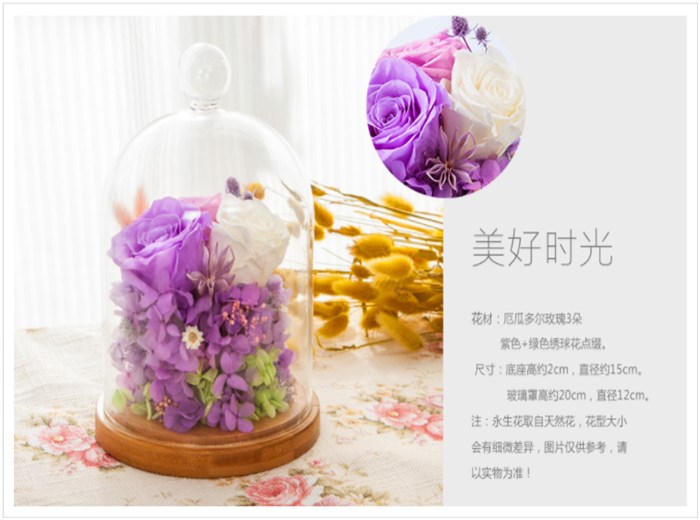 美好时光
花材：厄瓜多尔玫瑰3朵
紫色+绿色绣球花点缀。
尺寸：底座高约2cm，直径约15cm。
玻璃罩高约20cm，直径12cm。
注：永生花取自天然花，花型大小
会有细微差异，图片仅供参考，请
以实物为准！